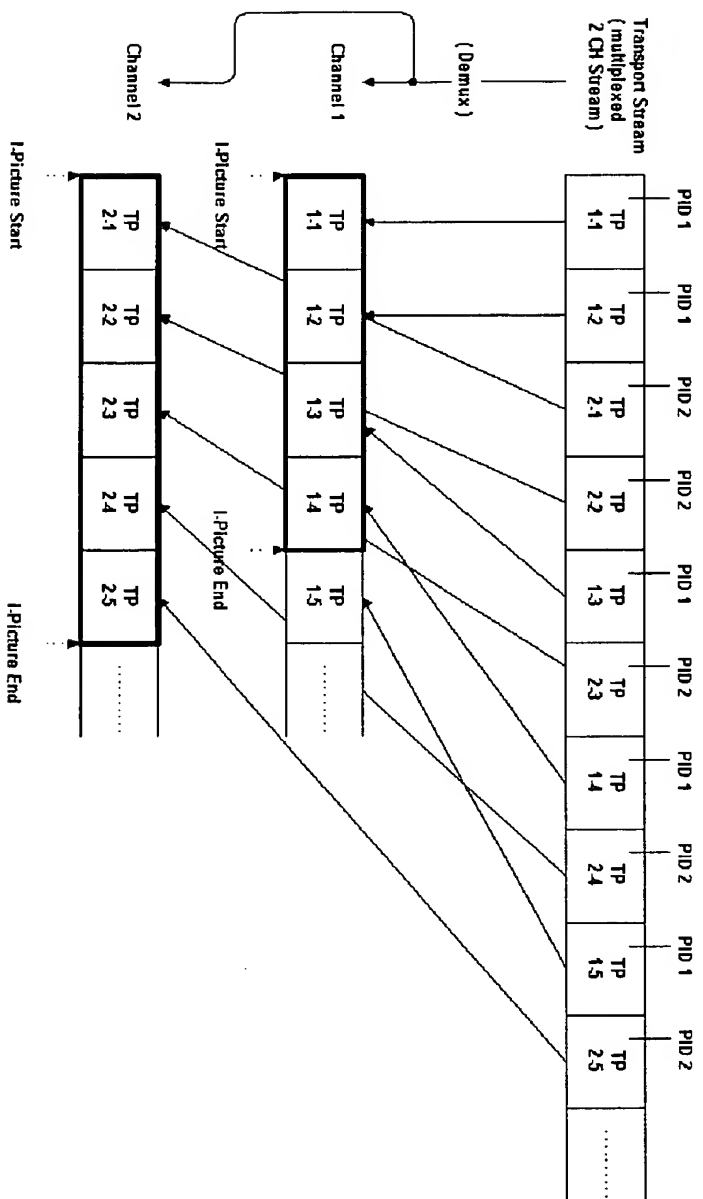 Transport Stream
( multiplexed
2 CH Stream )
PID 1
PID 1
PID 2
PID 2
PID 1
PID 2
PID 1
PID 2
PID 1
PID 2
TP
1-1
TP
1-2
TP
2-1
TP
2-2
TP
1-3
TP
2-3
TP
1-4
TP
2-4
TP
1-5
TP
2-5
..........
( Demux )
Channel 1
TP
1-1
TP
1-2
TP
1-3
TP
1-4
TP
1-5
..........
I-Picture Start
I-Picture End
Channel 2
TP
2-1
TP
2-2
TP
2-3
TP
2-4
TP
2-5
..........
I-Picture Start
I-Picture End